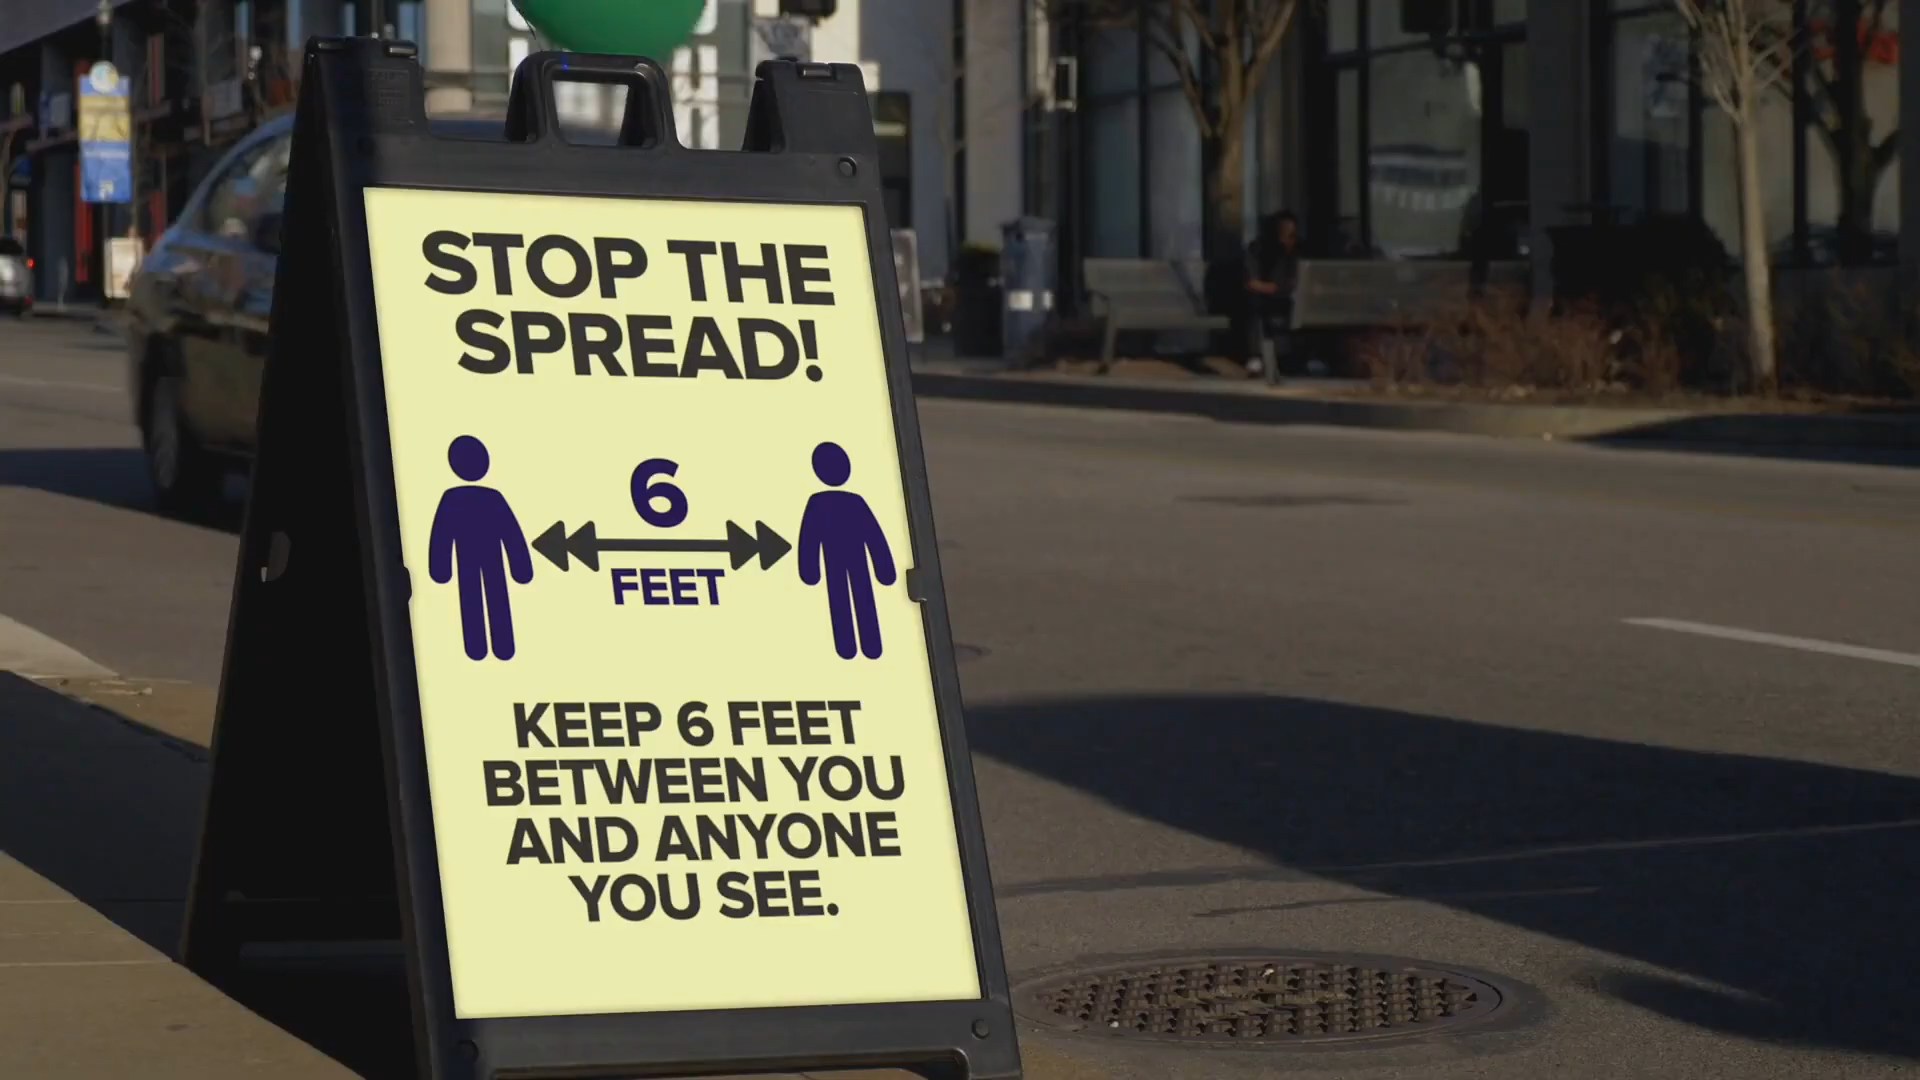 STOP THE
SPREAD!
6
FEET
KEEP 6 FEET
BETWEEN YOU
AND ANYONE
YOU SEE.